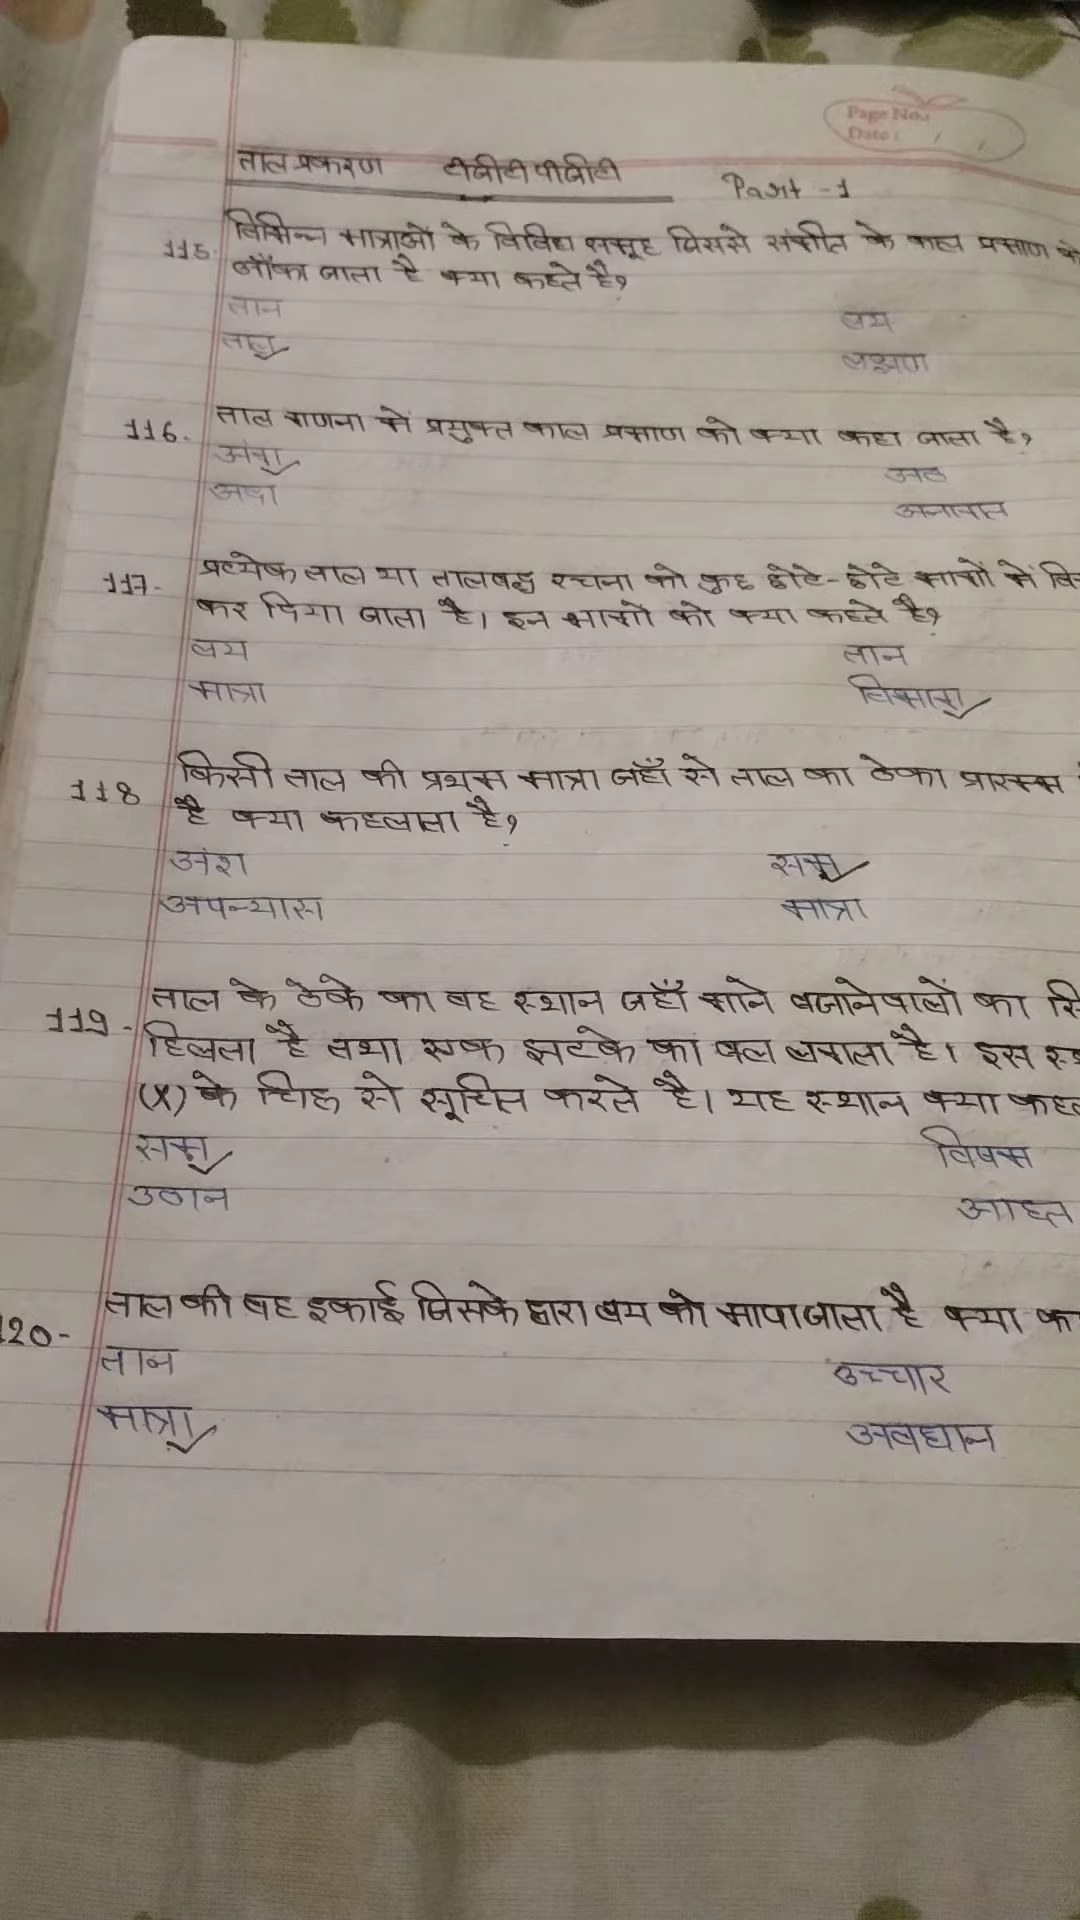 Page No.:
Date: / /
ताल प्रकरण टीजीटी पीजीटी Part -1
115. विभिन्न मात्राओं के विविध समूह जिससे संगीत के काल प्रमाण को
आँका जाता है क्या कहते है?
तान लय
ताल लक्षण
116. ताल गणना में प्रयुक्त काल प्रमाण को क्या कहा जाता है?
अंग
अनावात
117- प्रत्येक ताल या तालबद्ध रचना को कुछ छोटे-छोटे भागों में वि
कर दिया जाता है। इन भागों को क्या कहते है?
लय तान
मात्रा विभाग
118 किसी ताल की प्रथम मात्रा जहाँ से ताल का ठेका प्रारम्भ
है क्या कहलाता है?
अंश सम
अपन्यास मात्रा
119- ताल के ठेके का वह स्थान जहाँ गाने बजानेवालों का सि
हिलता है तथा एक झटके का बल लगता है। इस स्
(x) के चिह्न से सूचित करते है। यह स्थान क्या कहल
सम विषम
उठान आहत
120- ताल की वह इकाई जिसके द्वारा लय को मापा जाता है क्या क
तान उच्चार
मात्रा अवधान